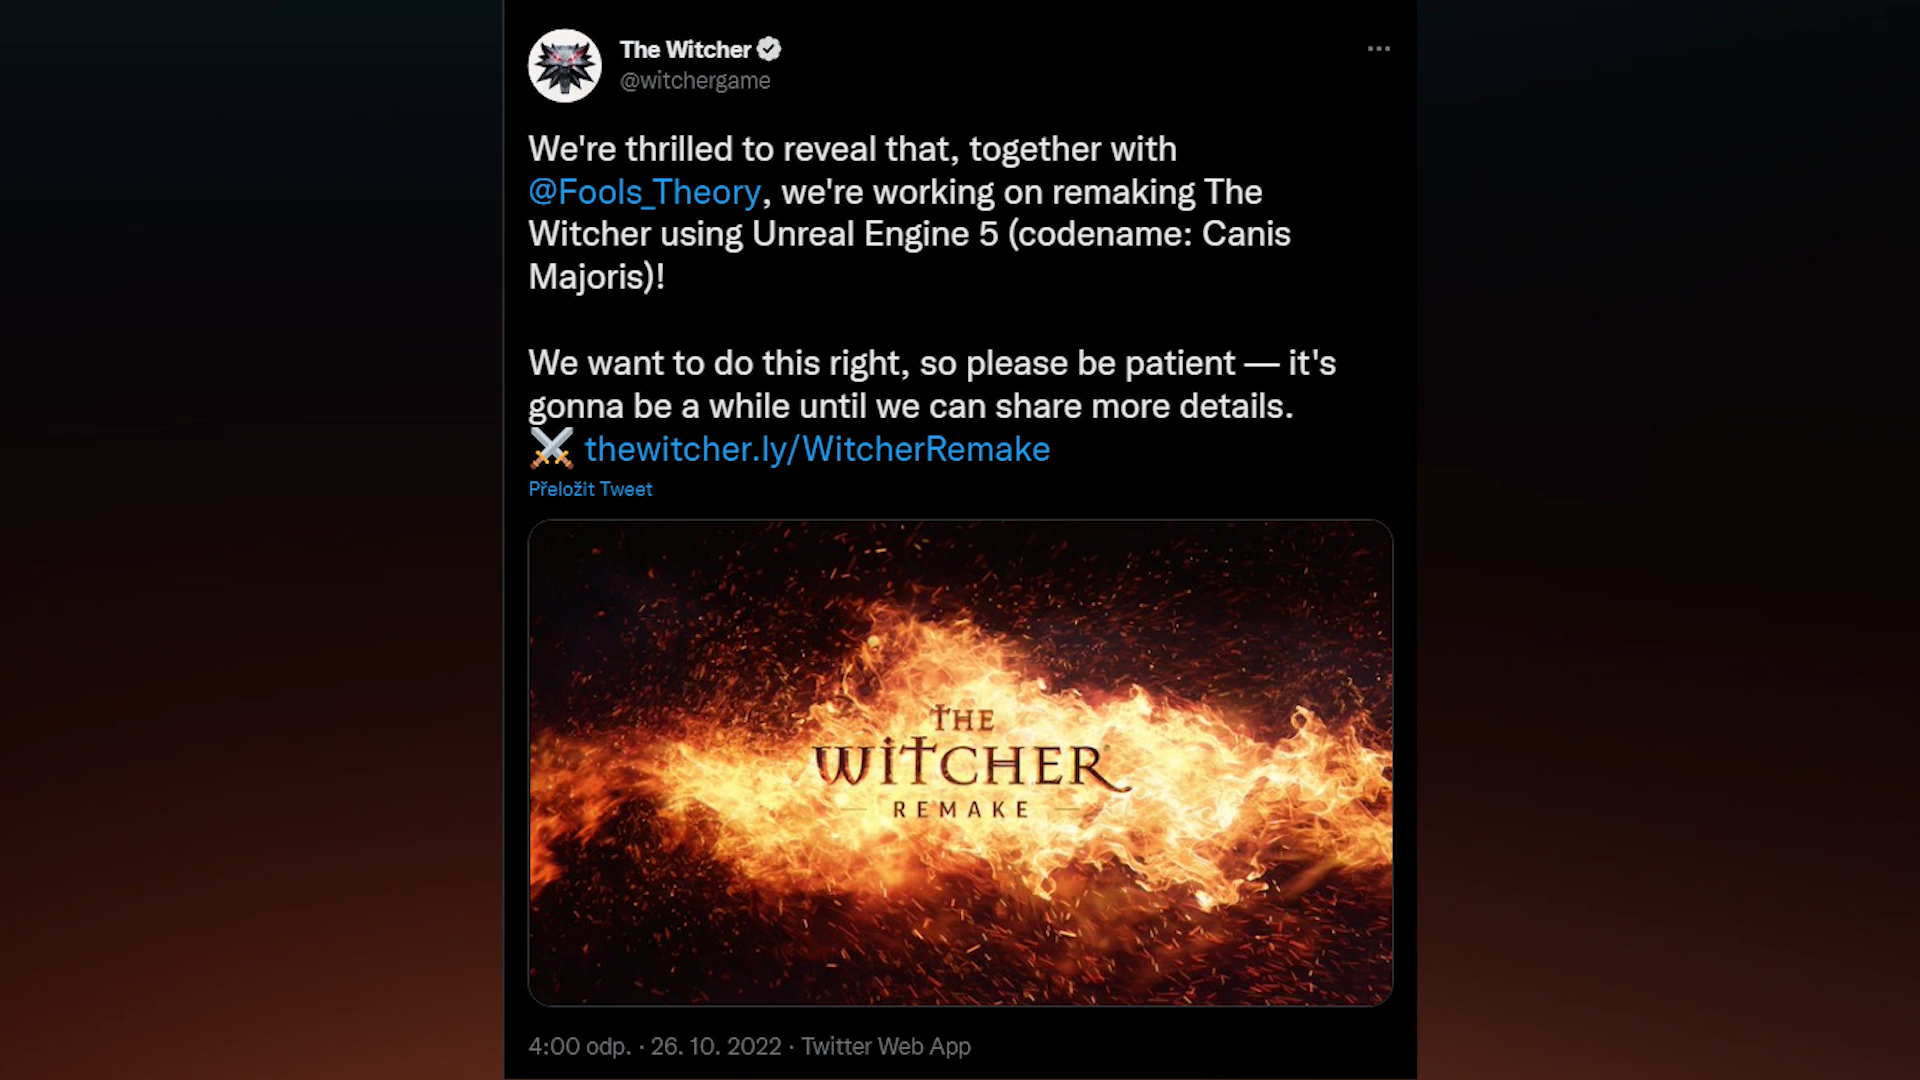 The Witcher
@witchergame
We're thrilled to reveal that, together with
@Fools_Theory, we're working on remaking The
Witcher using Unreal Engine 5 (codename: Canis
Majoris)!
We want to do this right, so please be patient — it's
gonna be a while until we can share more details.
⚔️ thewitcher.ly/WitcherRemake
Přeložit Tweet
THE
WITCHER
REMAKE
4:00 odp. · 26. 10. 2022 · Twitter Web App